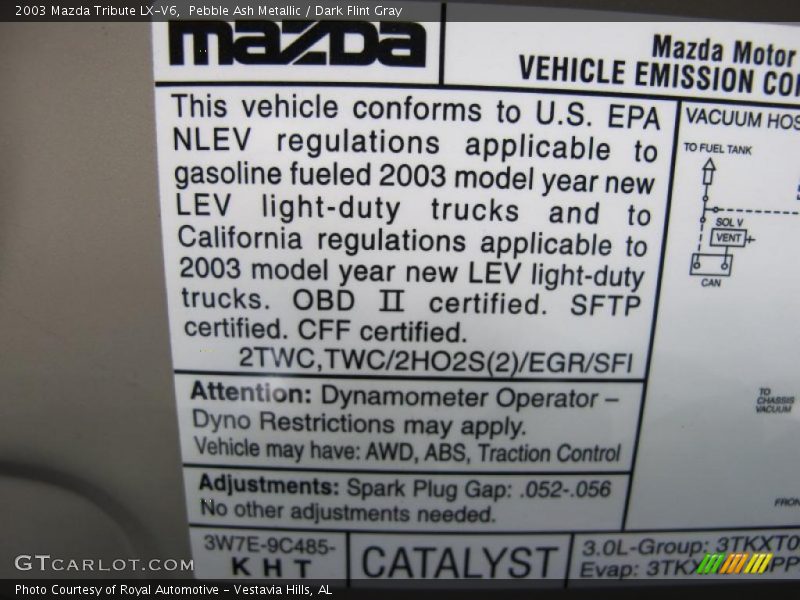 2003 Mazda Tribute LX-V6, Pebble Ash Metallic / Dark Flint Gray
mazda
Mazda Motor
VEHICLE EMISSION
This vehicle conforms to U.S. EPA
NLEV regulations applicable to
gasoline fueled 2003 model year new
LEV light-duty trucks and to
California regulations applicable to
2003 model year new LEV light-duty
trucks. OBD II certified. SFTP
certified. CFF certified.
2TWC,TWC/2HO2S(2)/EGR/SFI
VACUUM
TO FUEL TANK
SOL V
VENT
CAN
TO
CHASSIS
VACUUM
Attention: Dynamometer Operator –
Dyno Restrictions may apply.
Vehicle may have: AWD, ABS, Traction Control
Adjustments: Spark Plug Gap: .052-.056
No other adjustments needed.
3W7E-9C485-
KHT
CATALYST
3.0L-Group:
Evap:
GTCARLOT.COM
Photo Courtesy of Royal Automotive - Vestavia Hills, AL